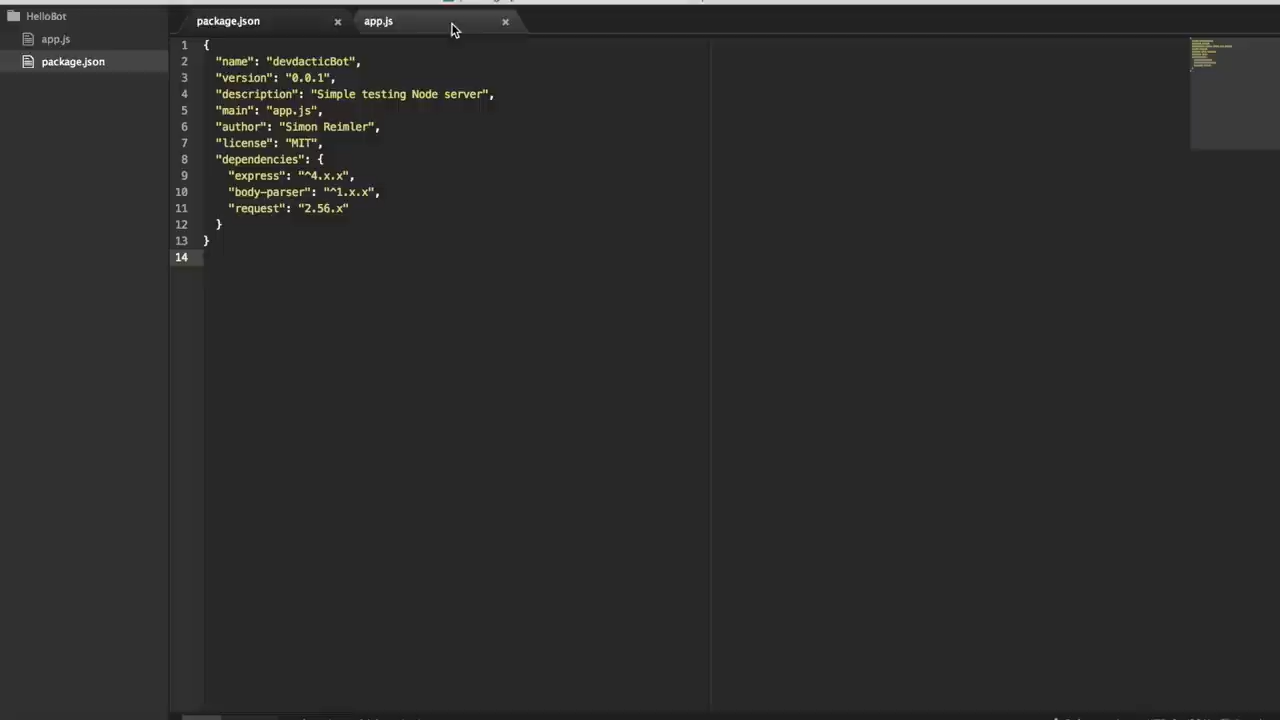 HelloBot
app.js
package.json
package.json x
app.js x
1 {
2 "name": "devdacticBot",
3 "version": "0.0.1",
4 "description": "Simple testing Node server",
5 "main": "app.js",
6 "author": "Simon Reimler",
7 "license": "MIT",
8 "dependencies": {
9 "express": "^4.x.x",
10 "body-parser": "^1.x.x",
11 "request": "2.56.x"
12 }
13 }
14